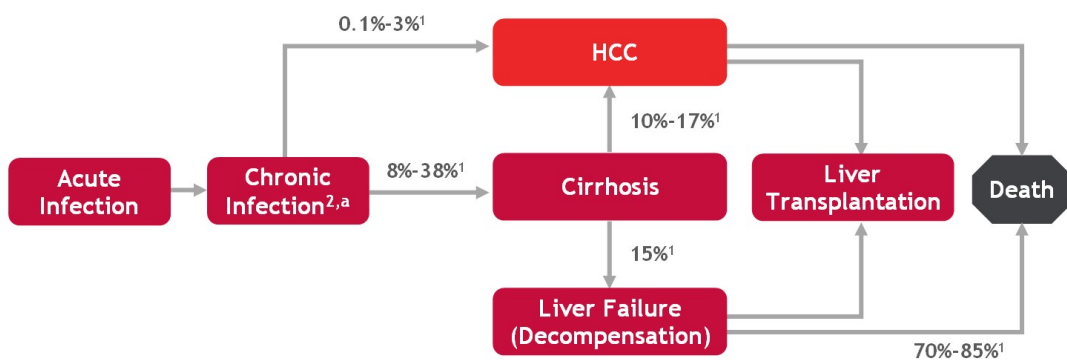 0.1%-3%¹
HCC
10%-17%¹
Acute
Infection
Chronic
Infection²,ᵃ
8%-38%¹
Cirrhosis
Liver
Transplantation
Death
15%¹
Liver Failure
(Decompensation)
70%-85%¹